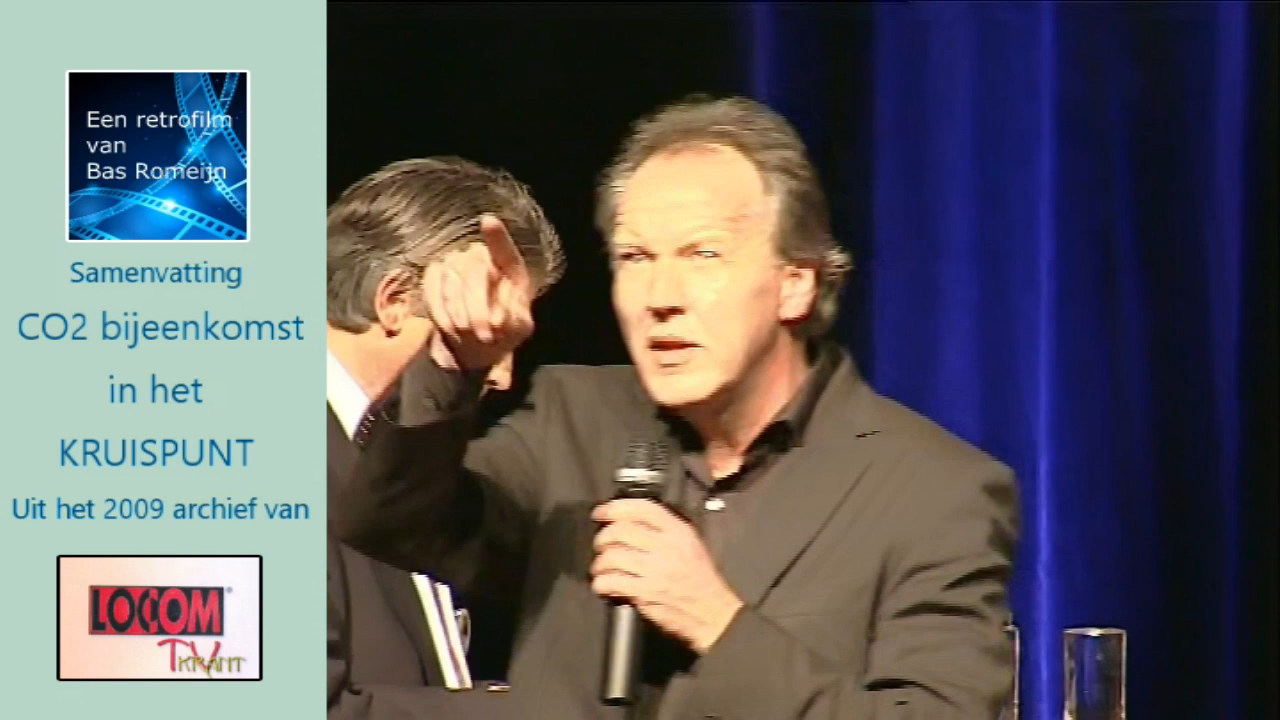 Een retrofilm
van
Bas Romeijn
Samenvatting
CO2 bijeenkomst
in het
KRUISPUNT
Uit het 2009 archief van
LOCOM
TV KRANT